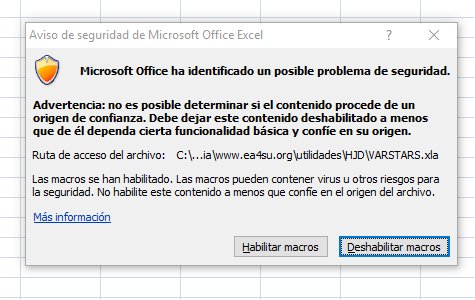 Aviso de seguridad de Microsoft Office Excel
Microsoft Office ha identificado un posible problema de seguridad.
Advertencia: no es posible determinar si el contenido procede de un
origen de confianza. Debe dejar este contenido deshabilitado a menos
que de él dependa cierta funcionalidad básica y confíe en su origen.
Ruta de acceso del archivo: C:\...ia\www.ea4su.org\utilidades\HJD\VARSTARS.xla
Las macros se han habilitado. Las macros pueden contener virus u otros riesgos para
la seguridad. No habilite este contenido a menos que confíe en el origen del archivo.
Más información
Habilitar macros
Deshabilitar macros